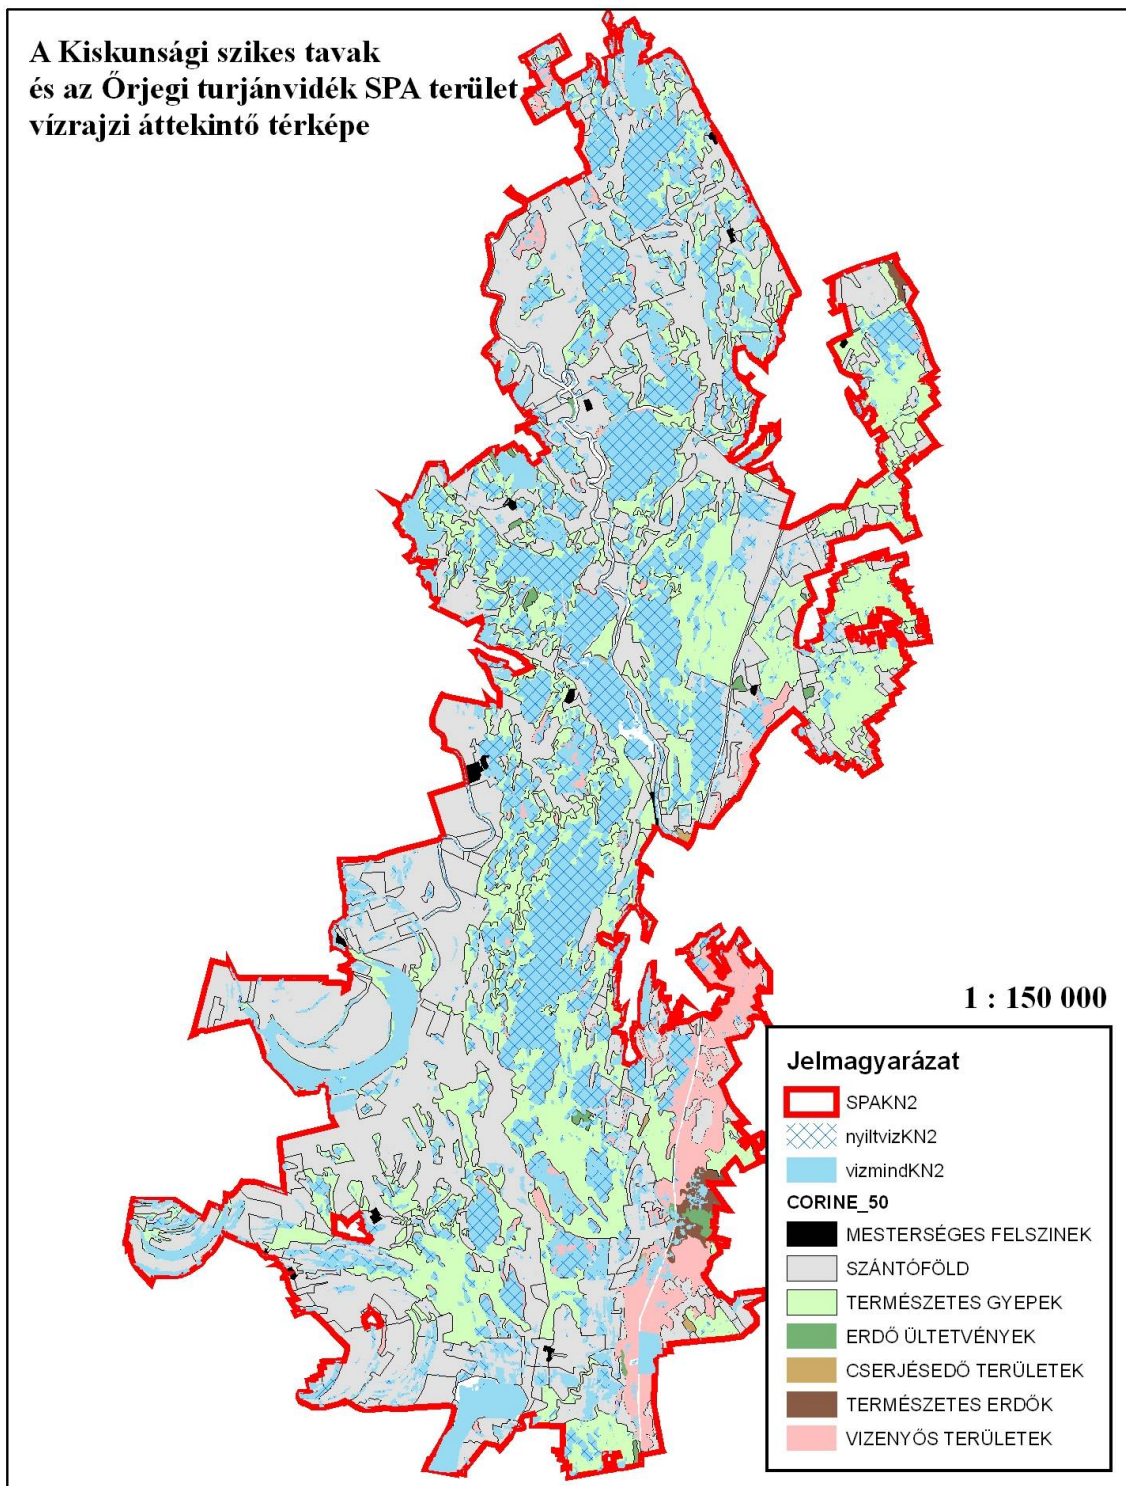 A Kiskunsági szikes tavak
és az Őrjegi turjánvidék SPA terület
vízrajzi áttekintő térképe
1 : 150 000
Jelmagyarázat
SPAKN2
nyiltvizKN2
vizmindKN2
CORINE_50
MESTERSÉGES FELSZINEK
SZÁNTÓFÖLD
TERMÉSZETES GYEPEK
ERDŐ ÜLTETVÉNYEK
CSERJÉSEDŐ TERÜLETEK
TERMÉSZETES ERDŐK
VIZENYŐS TERÜLETEK